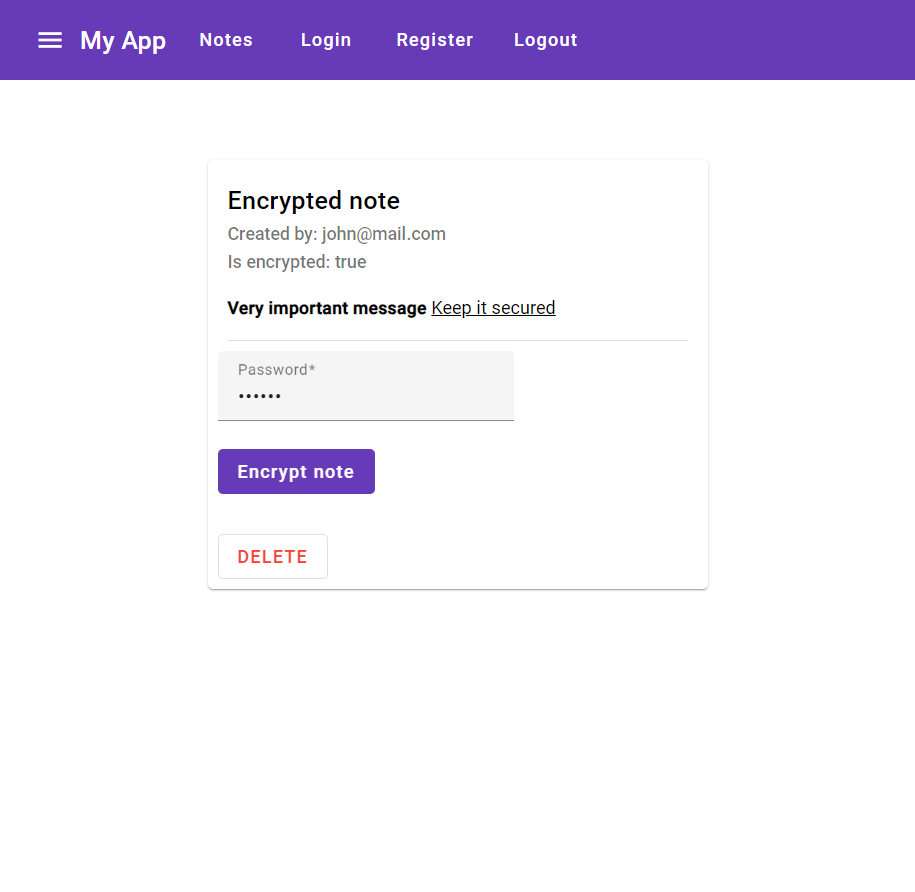 My App Notes Login Register Logout
Encrypted note
Created by: john@mail.com
Is encrypted: true
Very important message Keep it secured
Password*
••••••
Encrypt note
DELETE